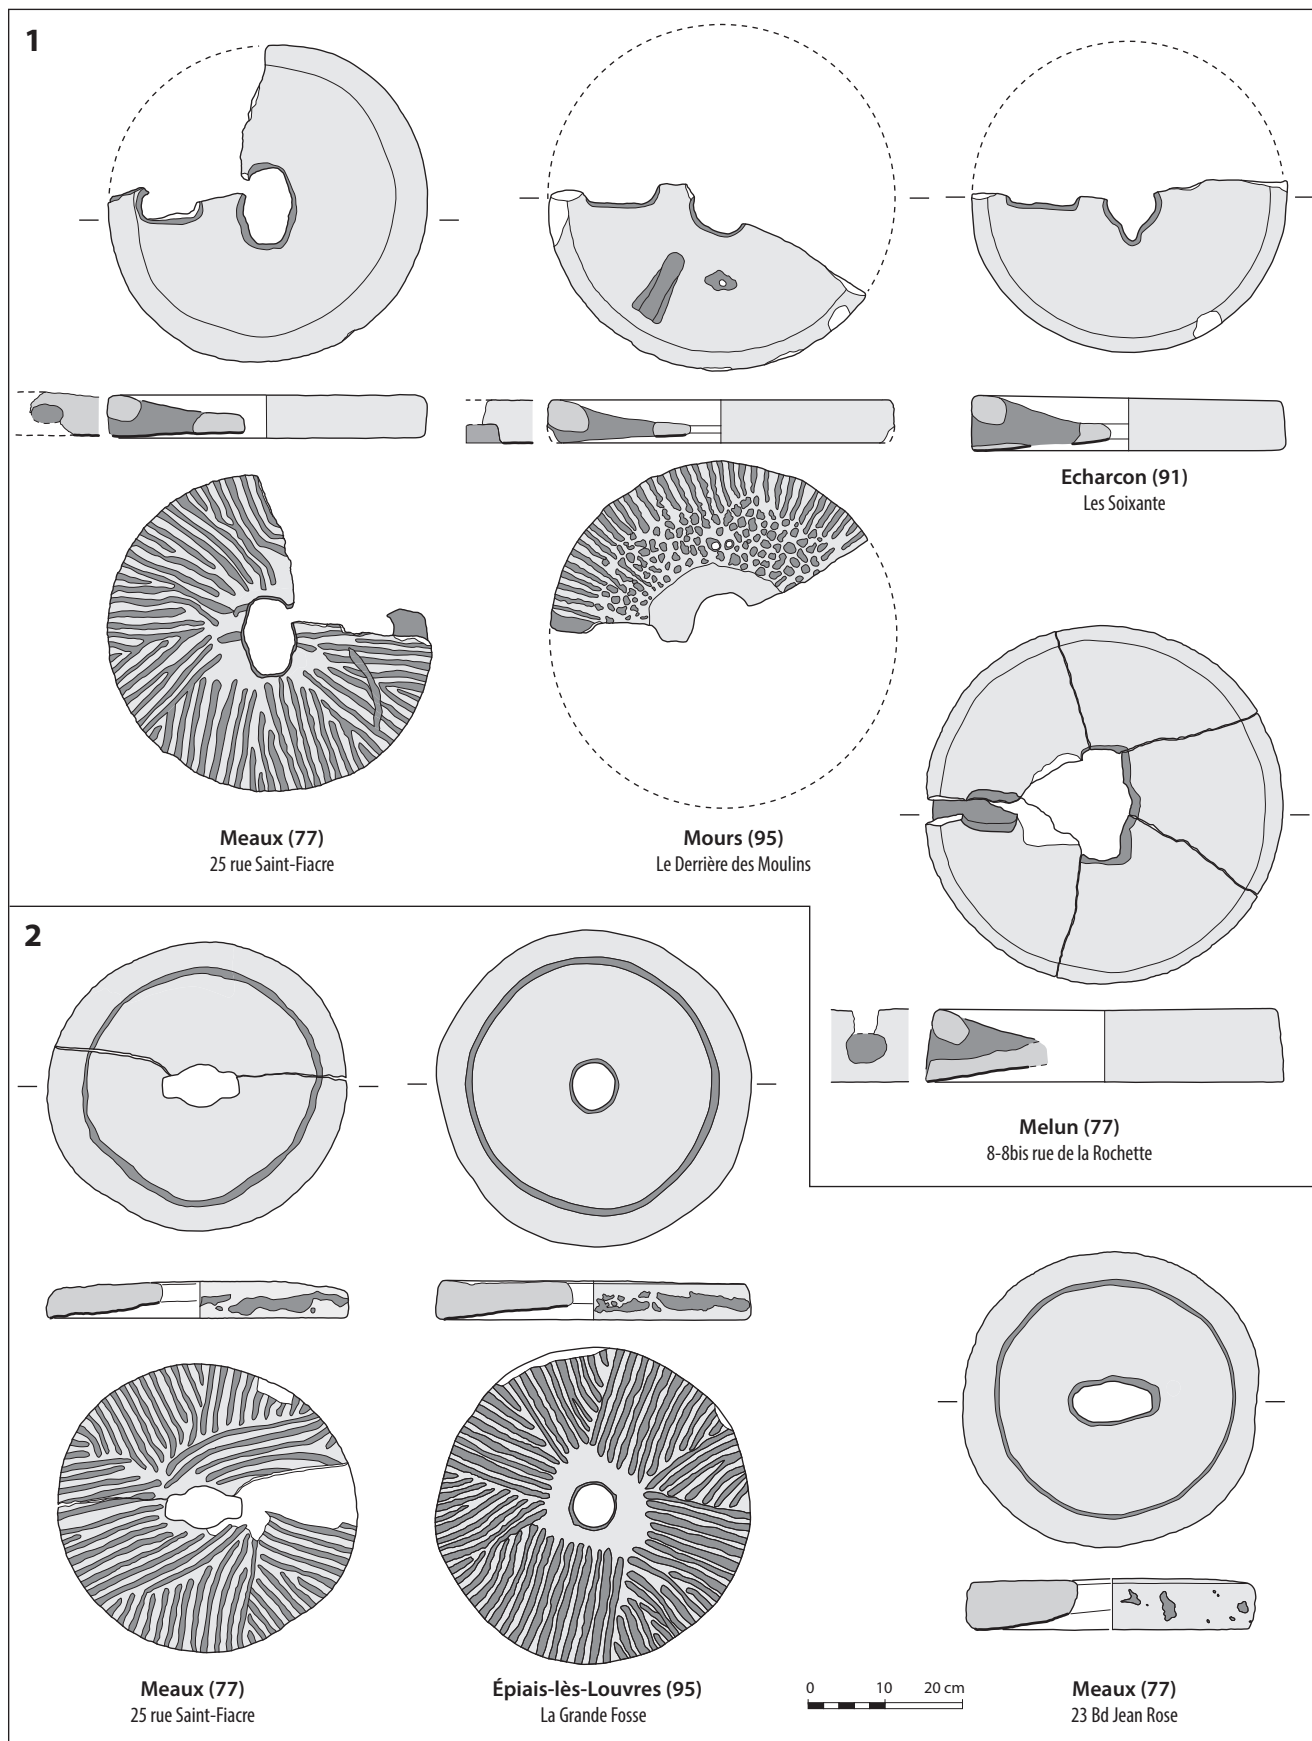 1
Echarcon (91)
Les Soixante
Meaux (77)
25 rue Saint-Fiacre
Mours (95)
Le Derrière des Moulins
Melun (77)
8-8bis rue de la Rochette
2
Meaux (77)
25 rue Saint-Fiacre
Épiais-lès-Louvres (95)
La Grande Fosse
0 10 20 cm
Meaux (77)
23 Bd Jean Rose